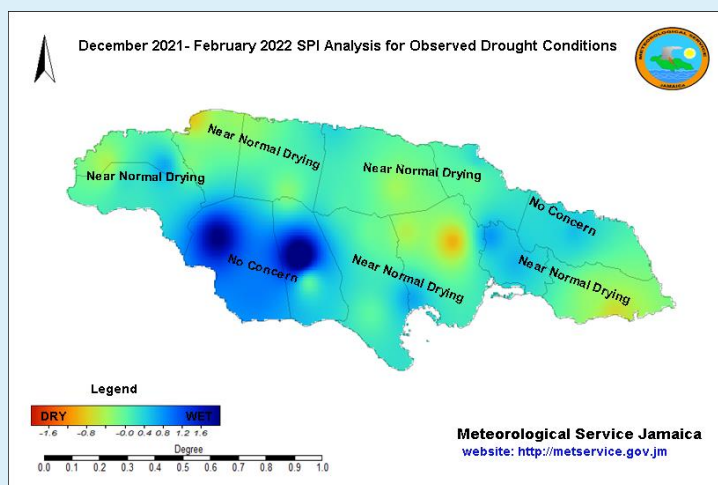 December 2021- February 2022 SPI Analysis for Observed Drought Conditions
METEOROLOGICAL SERVICE
JAMAICA
Near Normal Drying
Near Normal Drying
Near Normal Drying
No Concern
No Concern
Near Normal Drying
Near Normal Drying
Legend
DRY WET
-1.6 -0.8 -0.0 0.4 0.8 1.2 1.6
Degree
0.0 0.1 0.2 0.3 0.4 0.5 0.6 0.7 0.8 0.9 1.0
Meteorological Service Jamaica
website: http://metservice.gov.jm